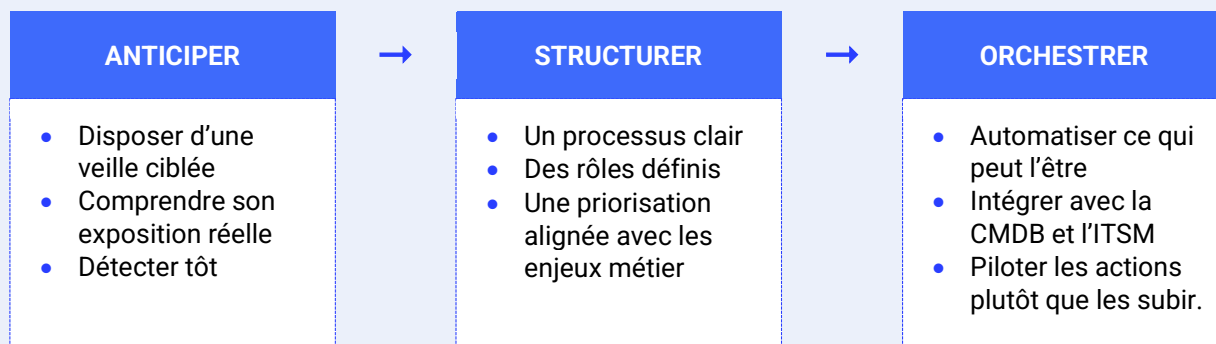 ANTICIPER → STRUCTURER → ORCHESTRER
• Disposer d’une
veille ciblée
• Comprendre son
exposition réelle
• Détecter tôt
• Un processus clair
• Des rôles définis
• Une priorisation
alignée avec les
enjeux métier
• Automatiser ce qui
peut l’être
• Intégrer avec la
CMDB et l’ITSM
• Piloter les actions
plutôt que les subir.